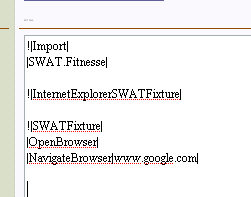 !|Import|
|SWAT.Fitnesse|
!|InternetExplorerSWATFixture|
!|SWATFixture|
|OpenBrowser|
|NavigateBrowser|www.google.com|